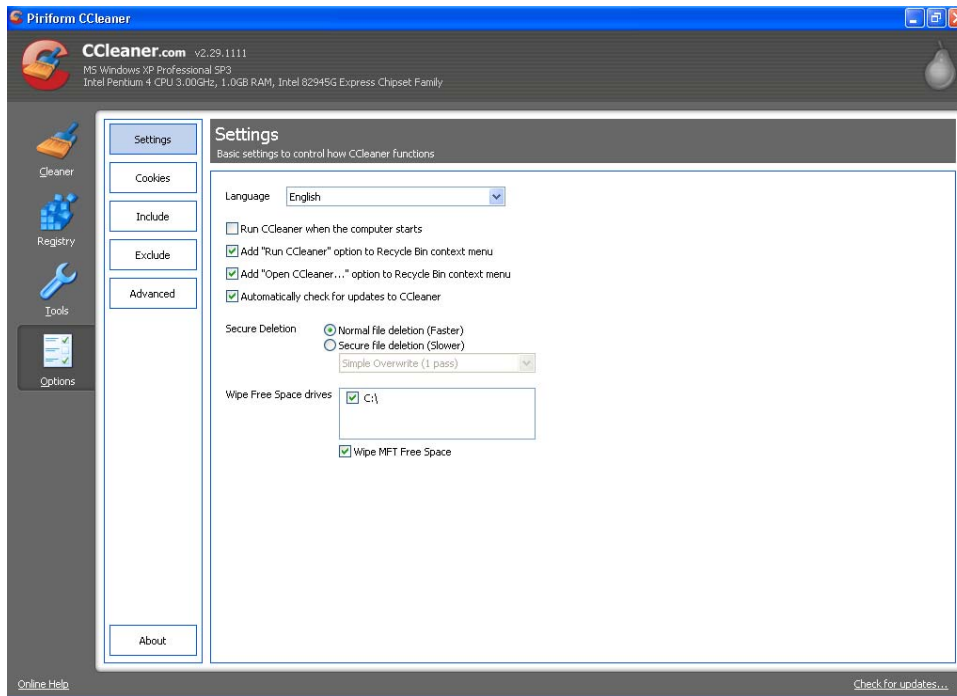 Piriform CCleaner
CCleaner.com v2.29.1111
MS Windows XP Professional SP3
Intel Pentium 4 CPU 3.00GHz, 1.0GB RAM, Intel 82945G Express Chipset Family
Cleaner
Registry
Tools
Options
Settings
Cookies
Include
Exclude
Advanced
About
Settings
Basic settings to control how CCleaner functions
Language English
Run CCleaner when the computer starts
Add "Run CCleaner" option to Recycle Bin context menu
Add "Open CCleaner..." option to Recycle Bin context menu
Automatically check for updates to CCleaner
Secure Deletion Normal file deletion (Faster)
Secure file deletion (Slower)
Simple Overwrite (1 pass)
Wipe Free Space drives C:\
Wipe MFT Free Space
Online Help Check for updates...